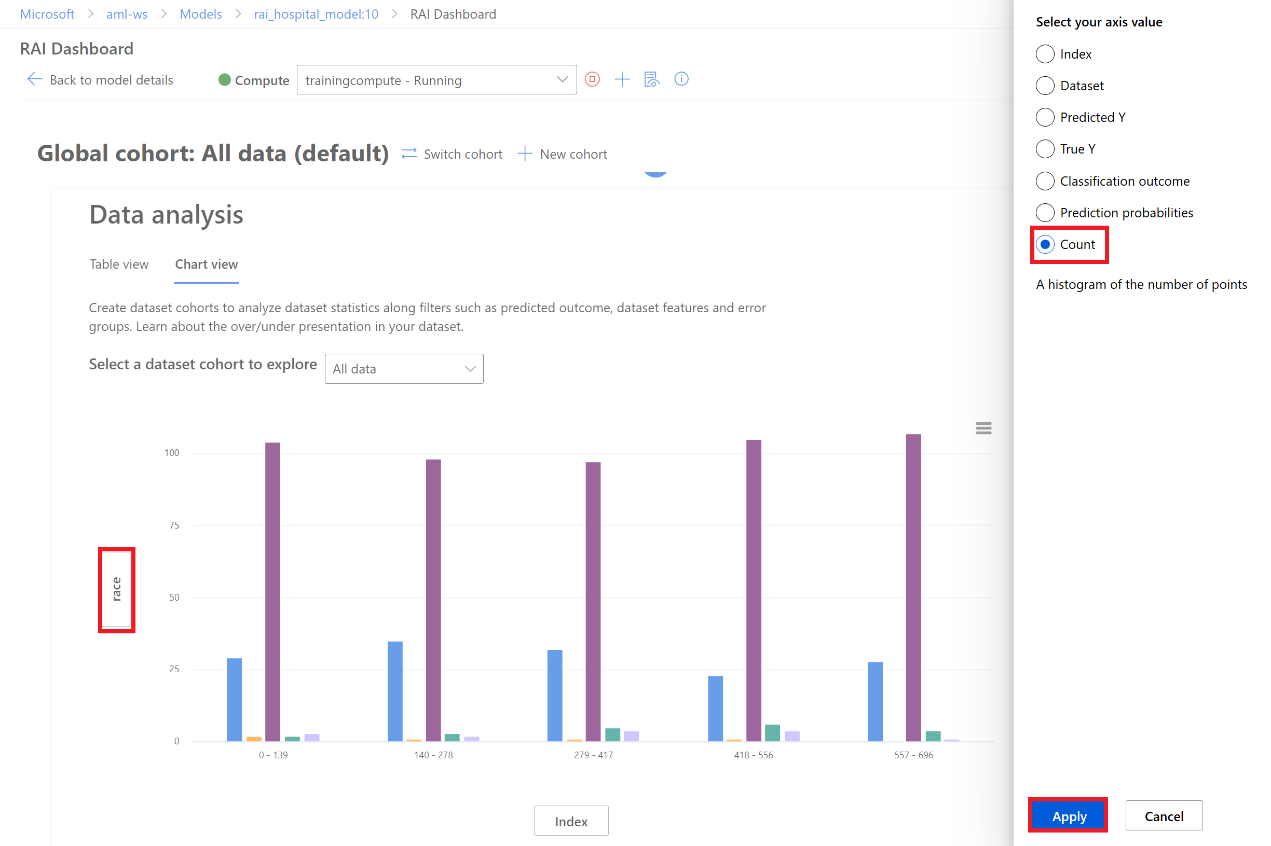 Microsoft > aml-ws > Models > rai_hospital_model:10 > RAI Dashboard
RAI Dashboard
Back to model details
Compute
trainingcompute - Running
Global cohort: All data (default)
Switch cohort
New cohort
Data analysis
Table view
Chart view
Create dataset cohorts to analyze dataset statistics along filters such as predicted outcome, dataset features and error
groups. Learn about the over/under presentation in your dataset.
Select a dataset cohort to explore
All data
100
75
50
25
0
race
0 - 139
140 - 278
279 - 417
418 - 556
557 - 696
Index
Select your axis value
Index
Dataset
Predicted Y
True Y
Classification outcome
Prediction probabilities
Count
A histogram of the number of points
Apply
Cancel